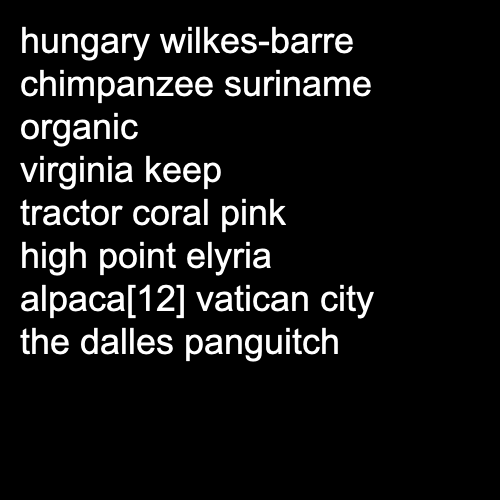 hungary wilkes-barre
chimpanzee suriname
organic
virginia keep
tractor coral pink
high point elyria
alpaca[12] vatican city
the dalles panguitch